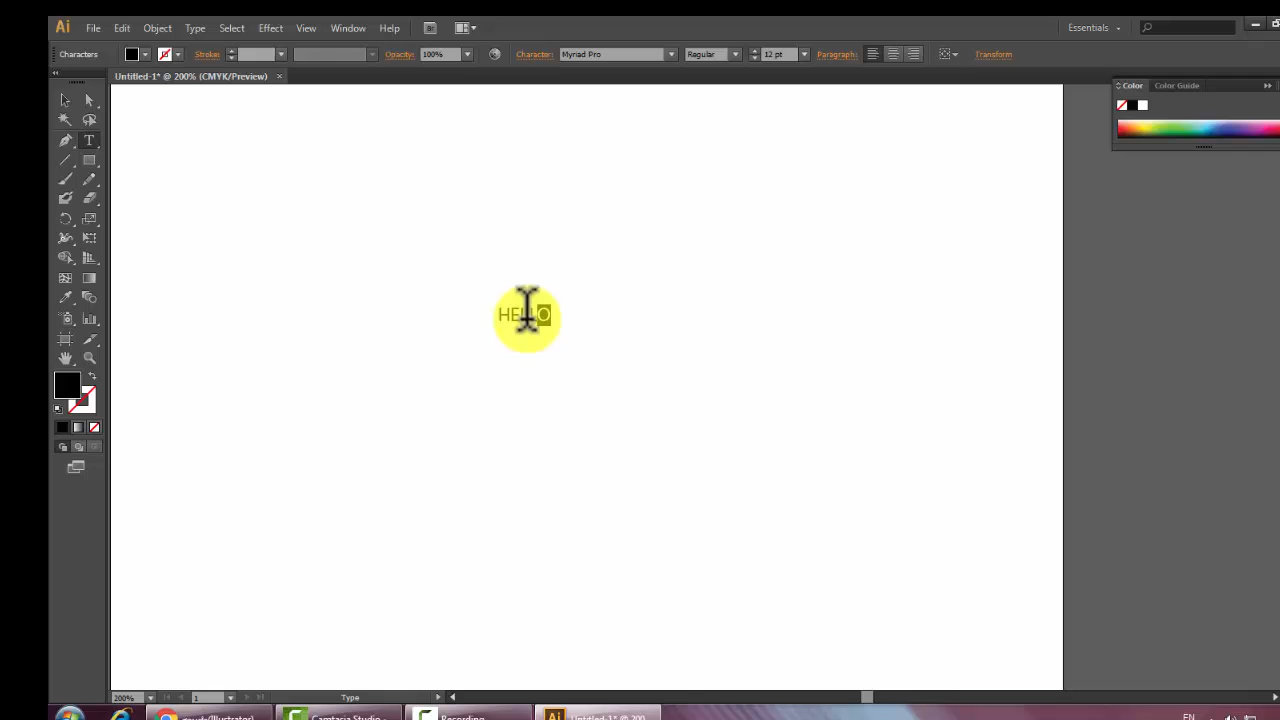 Ai File Edit Object Type Select Effect View Window Help Essentials
Characters Stroke: Opacity: 100% Character: Myriad Pro Regular 12 pt Paragraph: Transform
Untitled-1* @ 200% (CMYK/Preview) ×
Color Color Guide
T
HELLO
200% 1 Type
Camtasia Studio - Recording... Ai Untitled-1* @ 200... EN